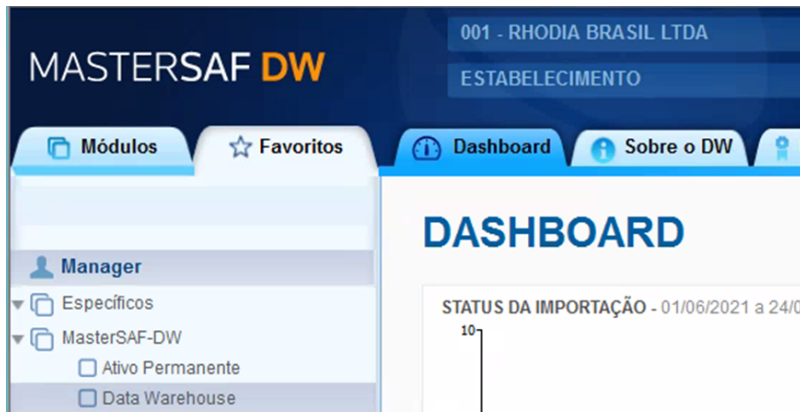 001 - RHODIA BRASIL LTDA
MASTERSAF DW
ESTABELECIMENTO
Módulos
Favoritos
Dashboard
Sobre o DW
DASHBOARD
Manager
Específicos
MasterSAF-DW
Ativo Permanente
Data Warehouse
STATUS DA IMPORTAÇÃO - 01/06/2021 a 24/0
10